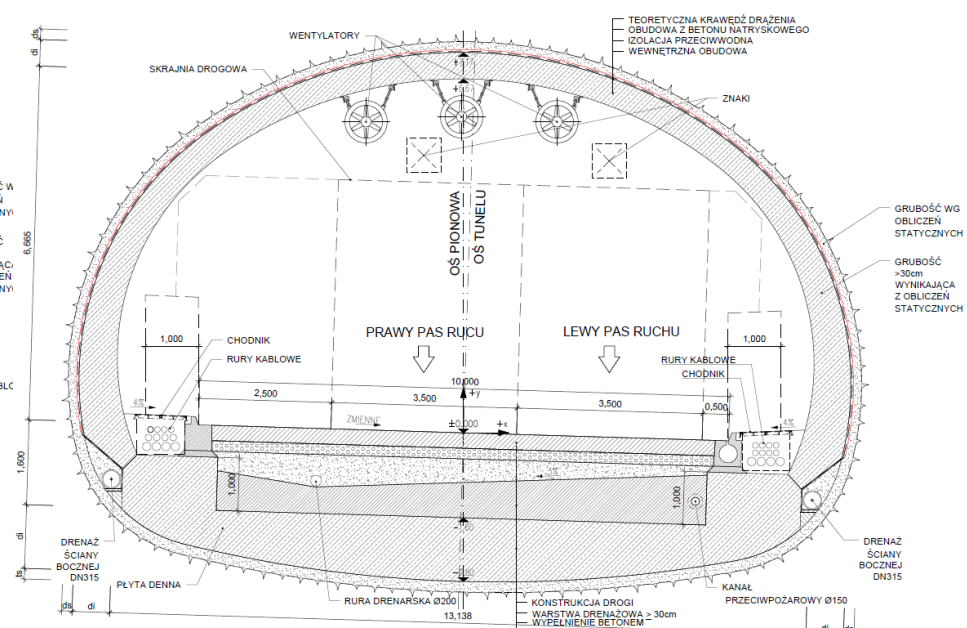 TEORETYCZNA KRAWĘDŹ DRĄŻENIA
OBUDOWA Z BETONU NATRYSKOWEGO
IZOLACJA PRZECIWWODNA
WEWNĘTRZNA OBUDOWA
WENTYLATORY
SKRAJNIA DROGOWA
ZNAKI
ds
di
6,665
1,600
di
ts
GRUBOŚĆ WG
OBLICZEŃ
STATYCZNYCH
GRUBOŚĆ
>30cm
WYNIKAJĄCA
Z OBLICZEŃ
STATYCZNYCH
OŚ PIONOWA
OŚ TUNELU
PRAWY PAS RUCU
LEWY PAS RUCHU
1,000
CHODNIK
RURY KABLOWE
1,000
RURY KABLOWE
CHODNIK
10,000
2,500
3,500
3,500
0,500
4%
ZMIENNE
±0,000
+y
+x
4%
1,000
1,000
DRENAŻ
ŚCIANY
BOCZNEJ
DN315
PŁYTA DENNA
RURA DRENARSKA Ø200
KANAŁ
PRZECIWPOŻAROWY Ø150
DRENAŻ
ŚCIANY
BOCZNEJ
DN315
KONSTRUKCJA DROGI
WARSTWA DRENAŻOWA > 30cm
WYPEŁNIENIE BETONEM
ds
di
13,138
di
ds